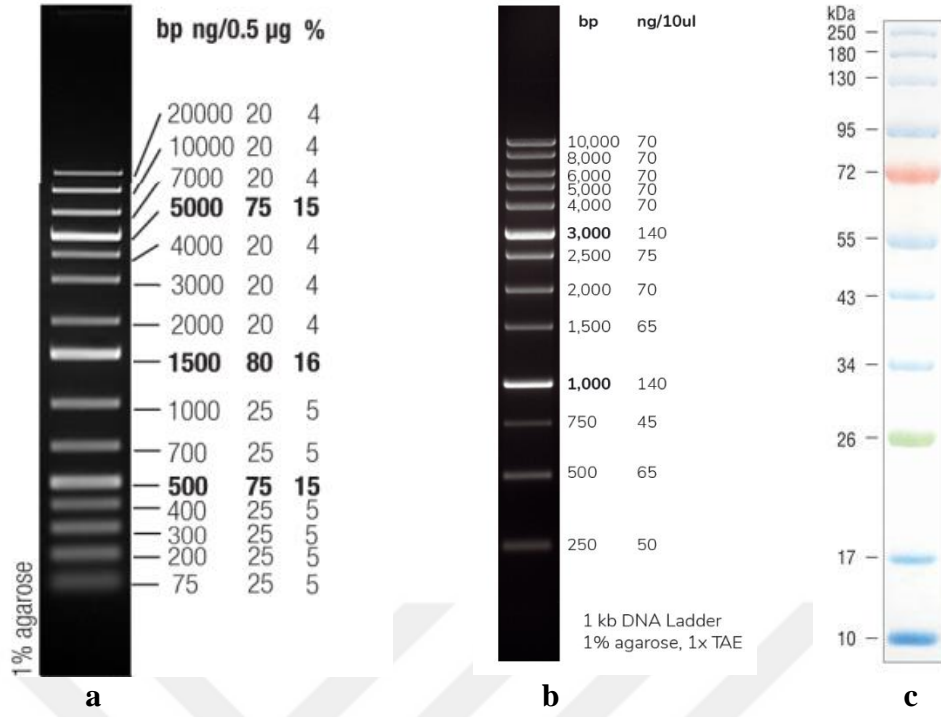 bp ng/0.5 µg %
20000 20 4
10000 20 4
7000 20 4
5000 75 15
4000 20 4
3000 20 4
2000 20 4
1500 80 16
1000 25 5
700 25 5
500 75 15
400 25 5
300 25 5
200 25 5
75 25 5
1% agarose
a
bp ng/10ul
10,000 70
8,000 70
6,000 70
5,000 70
4,000 70
3,000 140
2,500 75
2,000 70
1,500 65
1,000 140
750 45
500 65
250 50
1 kb DNA Ladder
1% agarose, 1x TAE
b
kDa
250
180
130
95
72
55
43
34
26
17
10
c